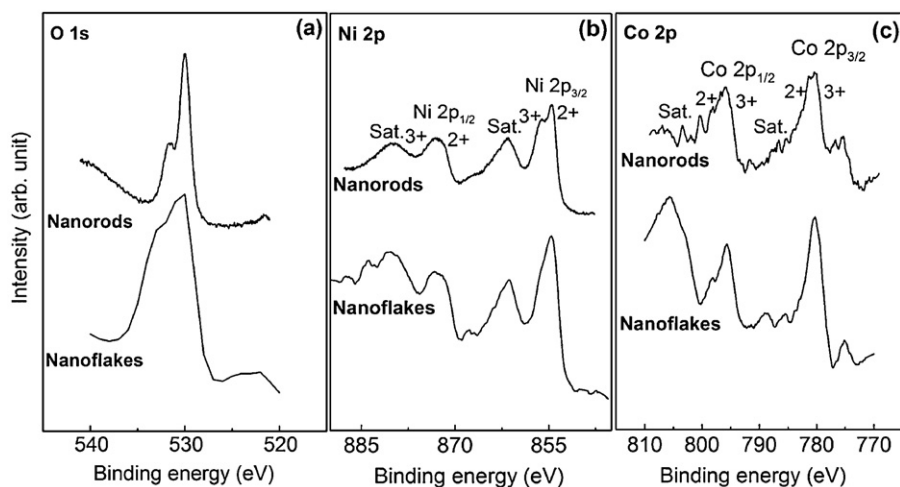 Intensity (arb. unit)
O 1s
(a)
Nanorods
Nanoflakes
540 530 520
Binding energy (eV)
Ni 2p
(b)
Ni 2p3/2
Ni 2p1/2
Sat. 3+ 2+ Sat. 3+ 2+
Nanorods
Nanoflakes
885 870 855
Binding energy (eV)
Co 2p
(c)
Co 2p3/2
Co 2p1/2
Sat. 2+ 3+ Sat. 2+ 3+
Nanorods
Nanoflakes
810 800 790 780 770
Binding energy (eV)